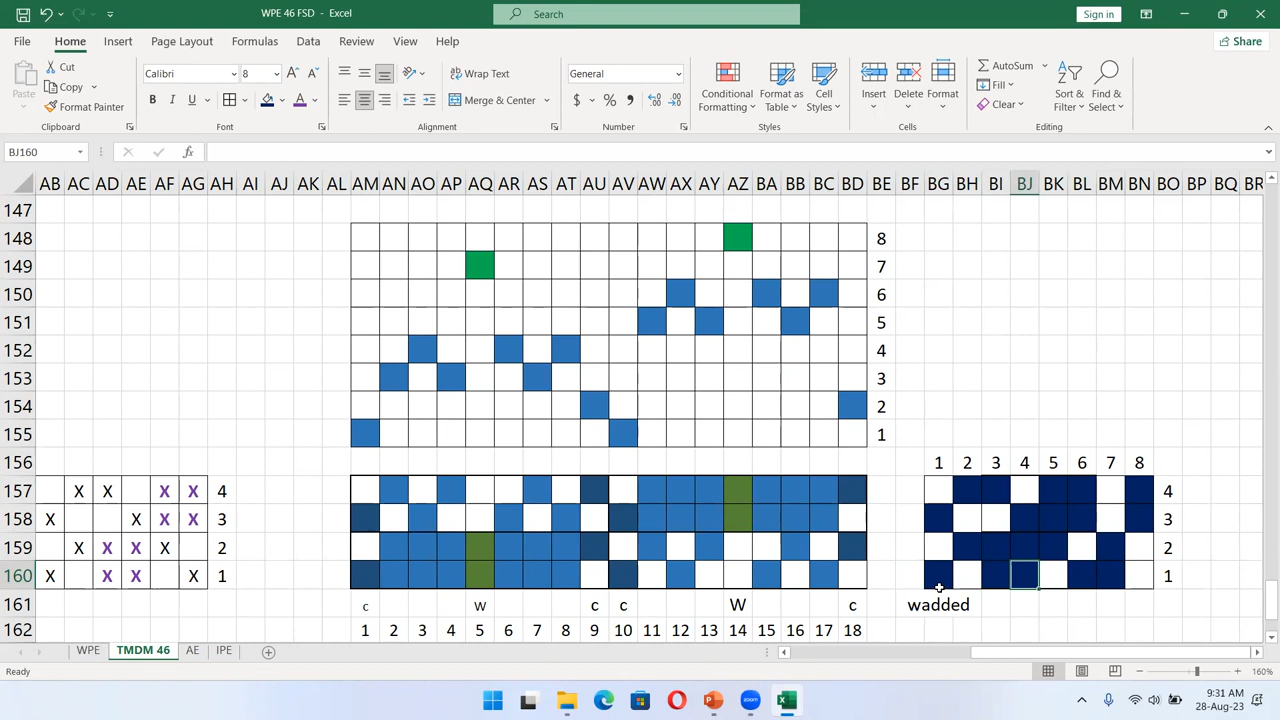 WPE 46 FSD - Excel
Search
Sign in
File Home Insert Page Layout Formulas Data Review View Help
Share
Paste
Cut
Copy
Format Painter
Clipboard
Calibri 8
B I U
Font
Wrap Text
Merge & Center
Alignment
General
$ % ,
Number
Conditional Formatting
Format as Table
Cell Styles
Styles
Insert
Delete
Format
Cells
AutoSum
Fill
Clear
Sort & Filter
Find & Select
Editing
BJ160
fx
AB AC AD AE AF AG AH AI AJ AK AL AM AN AO AP AQ AR AS AT AU AV AW AX AY AZ BA BB BC BD BE BF BG BH BI BJ BK BL BM BN BO BP BQ BR
147
148 8
149 7
150 6
151 5
152 4
153 3
154 2
155 1
156 1 2 3 4 5 6 7 8
157 X X X X 4 4
158 X X X X 3 3
159 X X X X 2 2
160 X X X X 1 1
161 c w c c W c wadded
162 1 2 3 4 5 6 7 8 9 10 11 12 13 14 15 16 17 18
WPE TMDM 46 AE IPE
Ready
160%
zoom
9:31 AM
28-Aug-23